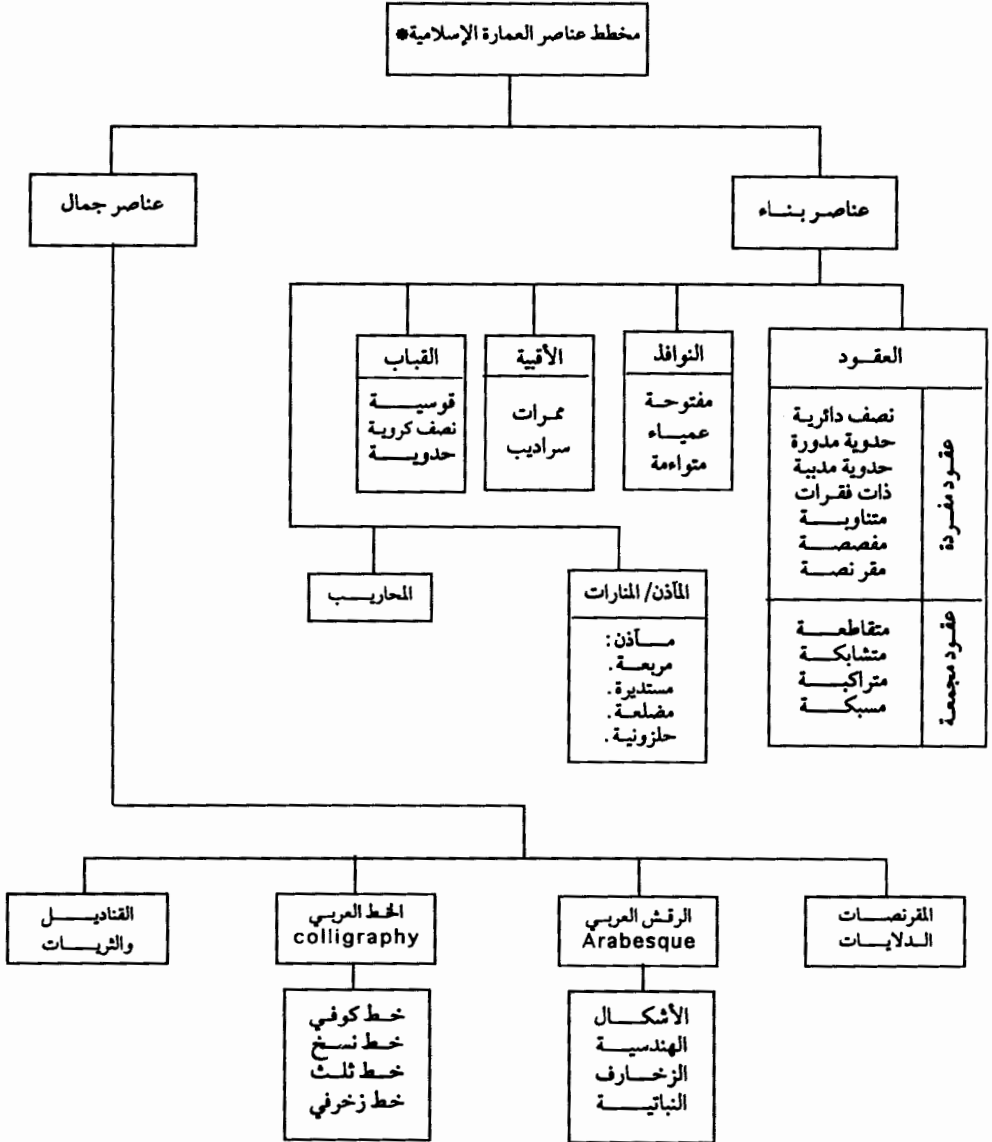 مخطط عناصر العمارة الإسلامية*
عناصر بناء
عناصر جمال
العقود
عقود مفردة
نصف دائرية
حدوية مدورة
حدوية مدببة
ذات فقرات
متناوبة
مفصصة
مقرنصة
عقود مجمعة
متقاطعة
متشابكة
متراكبة
مسبكة
النوافذ
مفتوحة
عمياء
متواءمة
الأقبية
ممرات
سراديب
القباب
قوسية
نصف كروية
حدوية
المآذن/ المنارات
مآذن:
مربعة.
مستديرة.
مضلعة.
حلزونية.
المحاريب
المقرنصات
الدلايات
الرقش العربي
Arabesque
الأشكال
الهندسية
الزخارف
النباتية
الخط العربي
colligraphy
خط كوفي
خط نسخ
خط ثلث
خط زخرفي
القناديل
والثريات